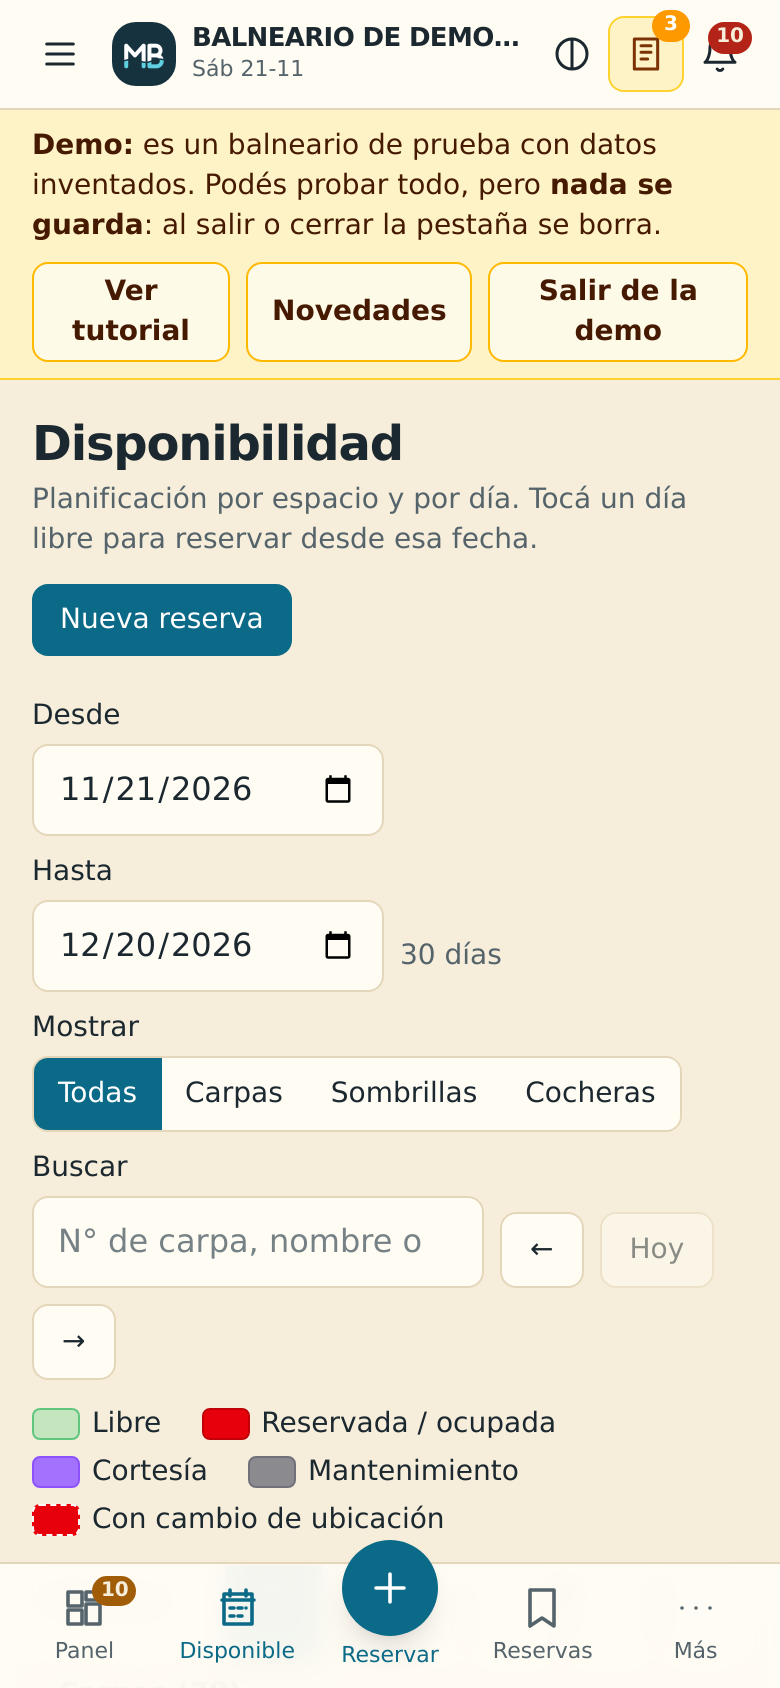 MB
BALNEARIO DE DEMO...
Sáb 21-11
3
10
Demo: es un balneario de prueba con datos
inventados. Podés probar todo, pero nada se
guarda: al salir o cerrar la pestaña se borra.
Ver
tutorial
Novedades
Salir de la
demo
Disponibilidad
Planificación por espacio y por día. Tocá un día
libre para reservar desde esa fecha.
Nueva reserva
Desde
11/21/2026
Hasta
12/20/2026
30 días
Mostrar
Todas Carpas Sombrillas Cocheras
Buscar
N° de carpa, nombre o
←
Hoy
→
Libre
Reservada / ocupada
Cortesía
Mantenimiento
Con cambio de ubicación
10
Panel
Disponible
Reservar
Reservas
Más